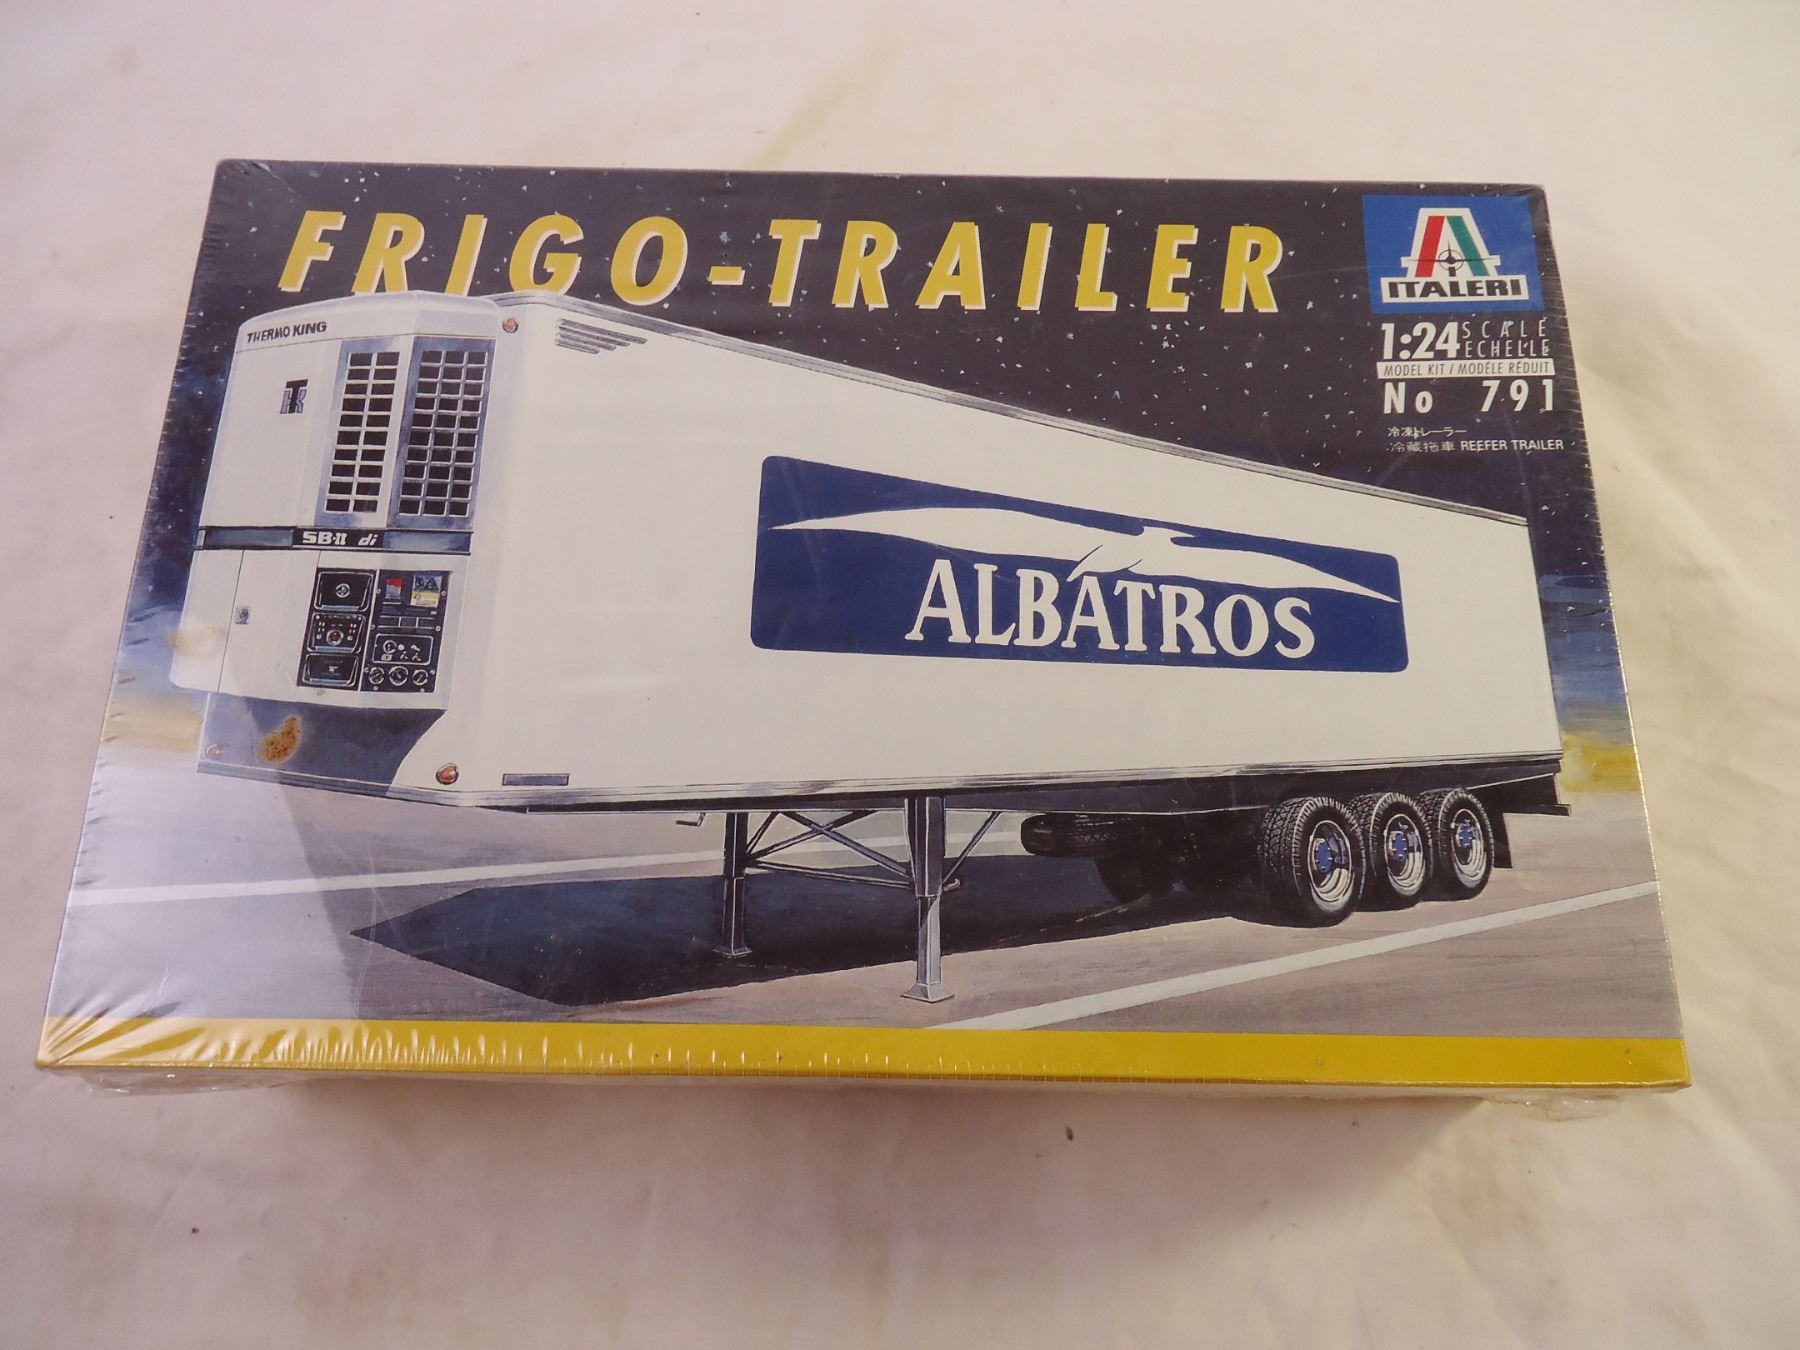 FRIGO-TRAILER
ITALERI
1:24 SCALE
ECHELLE
MODEL KIT / MODÈLE RÉDUIT
No 791
冷凍トレーラー
冷藏拖車 REEFER TRAILER
THERMO KING
TK
SB-II di
ALBATROS